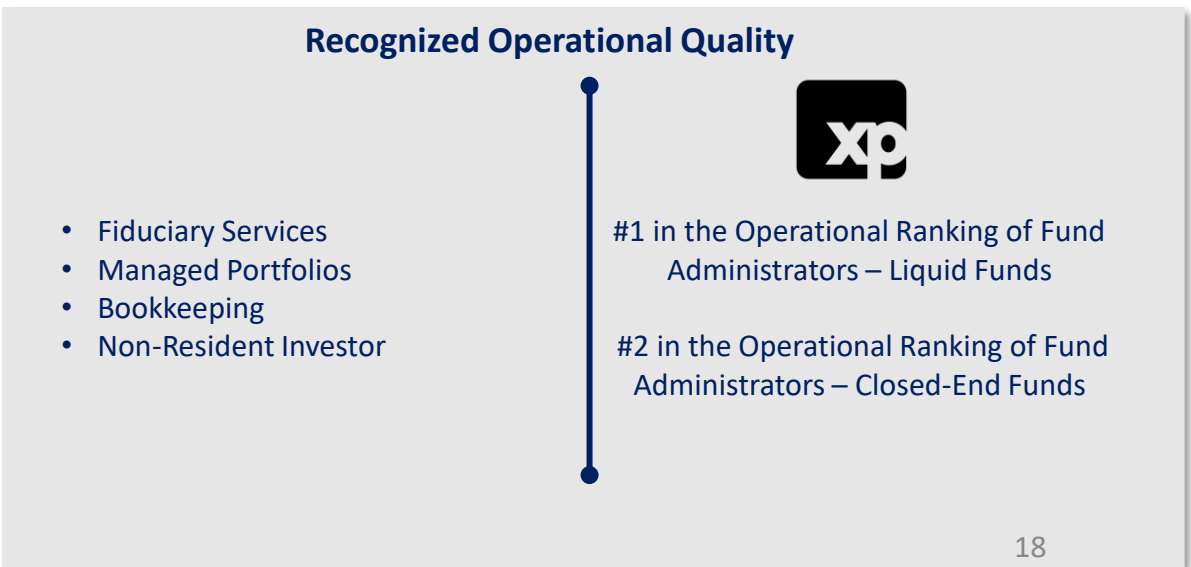 Recognized Operational Quality
• Fiduciary Services
• Managed Portfolios
• Bookkeeping
• Non-Resident Investor
xp
#1 in the Operational Ranking of Fund
Administrators – Liquid Funds
#2 in the Operational Ranking of Fund
Administrators – Closed-End Funds
18